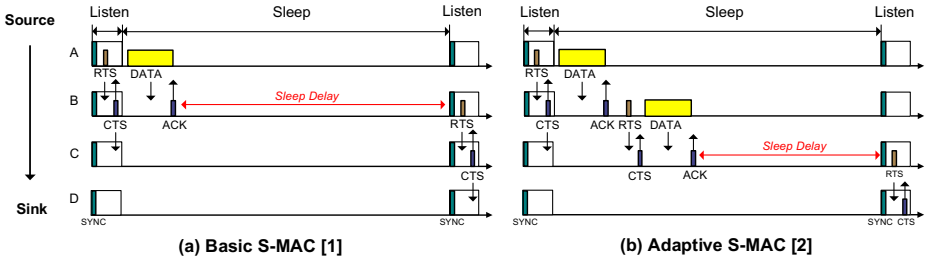 Listen Sleep Listen Listen Sleep Listen
Source
A
RTS DATA RTS DATA
B
Sleep Delay
CTS ACK RTS CTS ACK RTS DATA
C
Sleep Delay
CTS CTS ACK RTS
D
Sink
SYNC SYNC SYNC SYNC CTS
(a) Basic S-MAC [1] (b) Adaptive S-MAC [2]